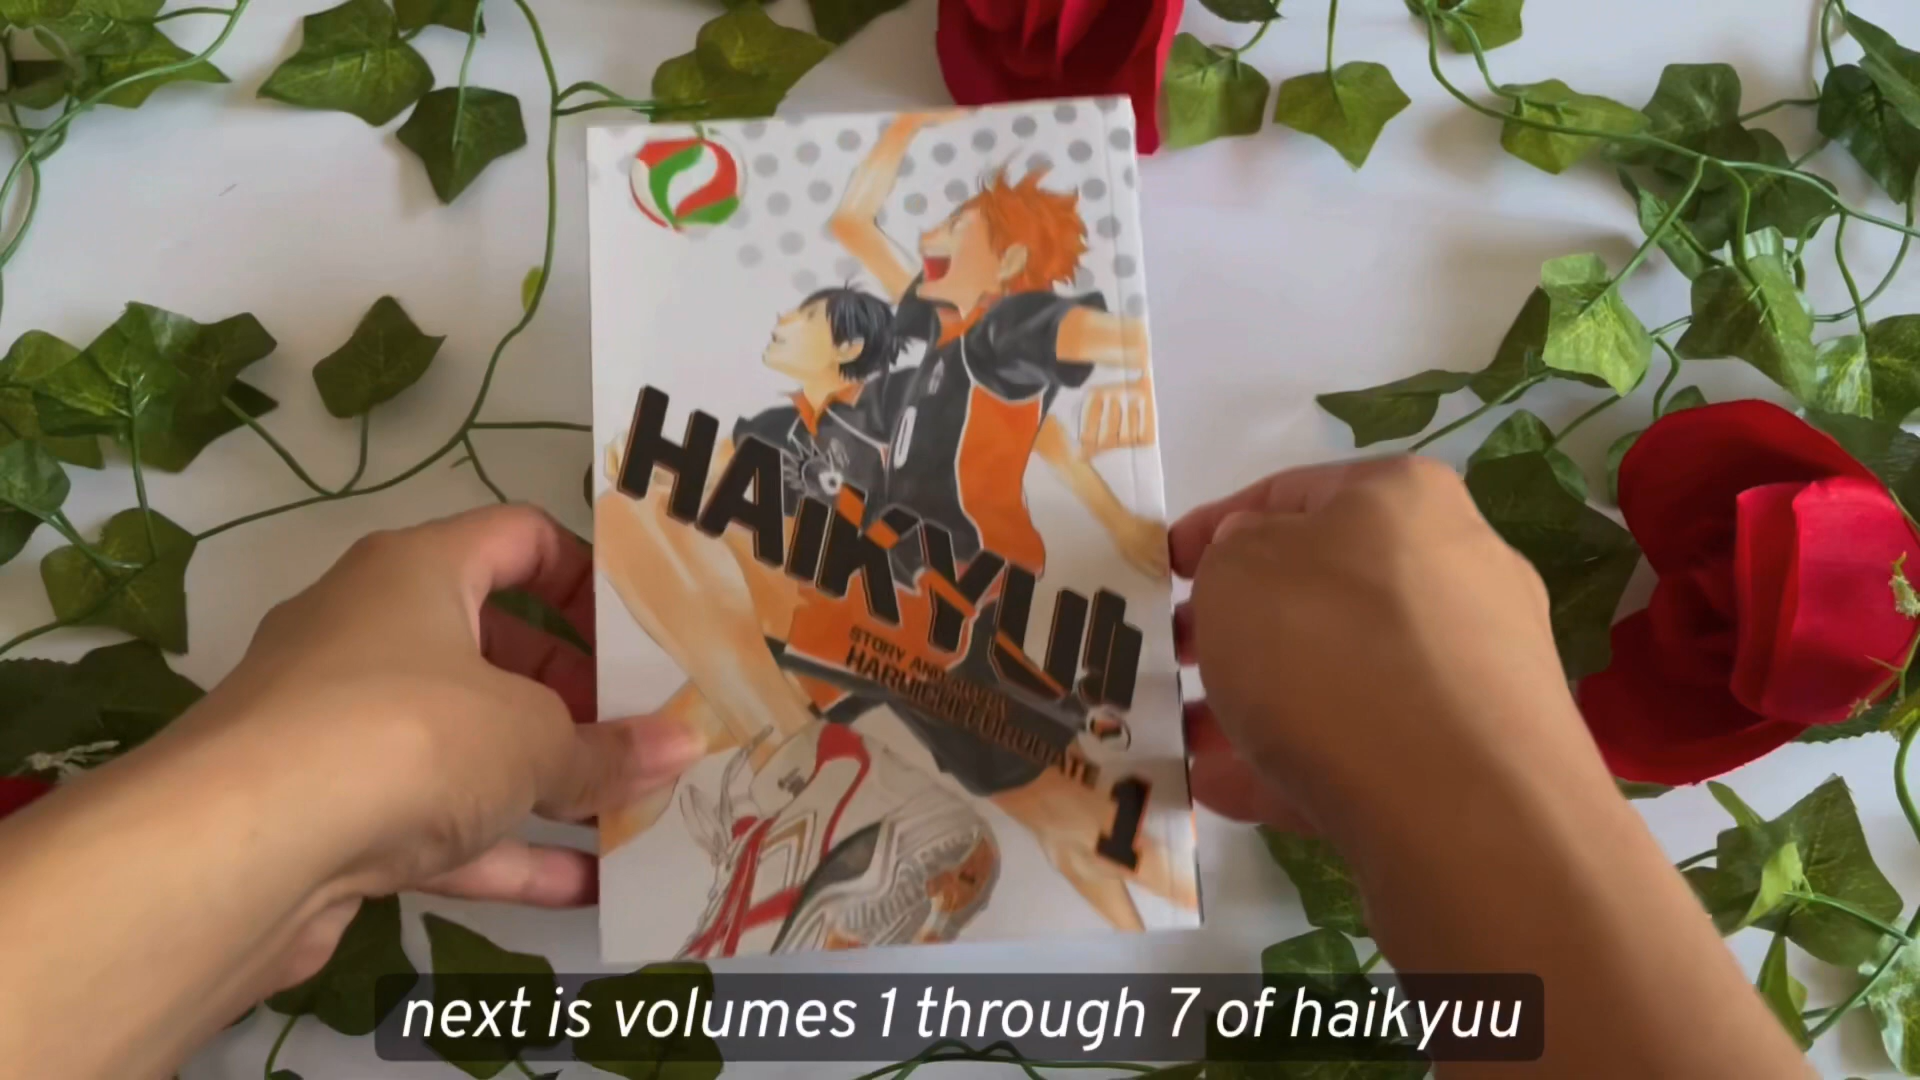 HAIKYU!!
STORY AND ART BY
HARUICHI FURUDATE
1
next is volumes 1 through 7 of haikyuu